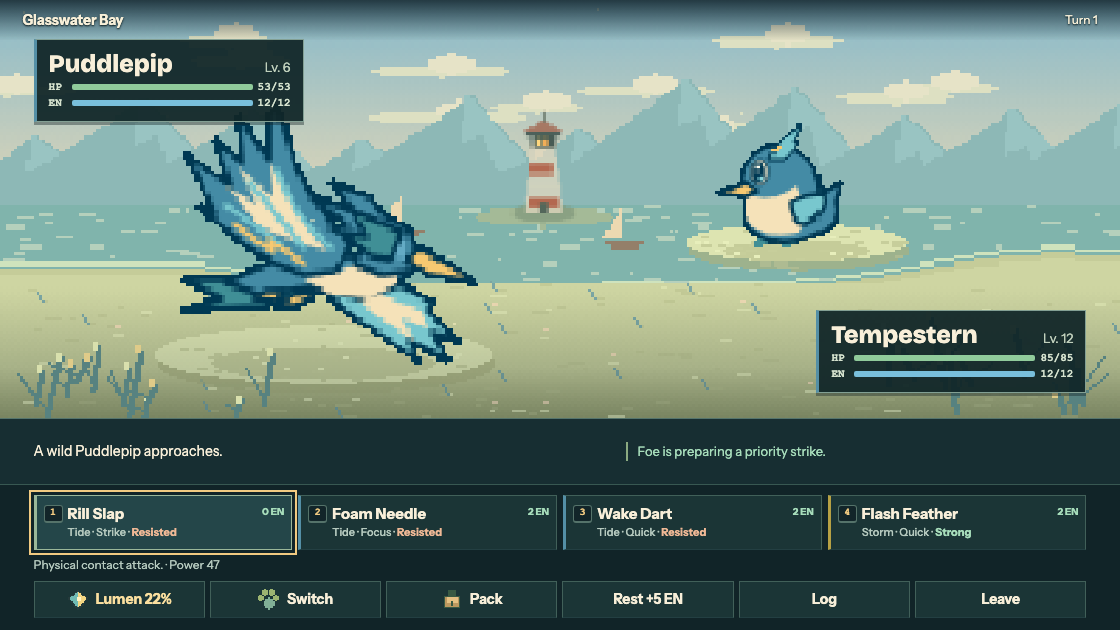 Glasswater Bay
Turn 1
Puddlepip Lv. 6
HP 53/53
EN 12/12
Tempestern Lv. 12
HP 85/85
EN 12/12
A wild Puddlepip approaches.
Foe is preparing a priority strike.
1 Rill Slap 0 EN
Tide · Strike · Resisted
2 Foam Needle 2 EN
Tide · Focus · Resisted
3 Wake Dart 2 EN
Tide · Quick · Resisted
4 Flash Feather 2 EN
Storm · Quick · Strong
Physical contact attack. · Power 47
Lumen 22%
Switch
Pack
Rest +5 EN
Log
Leave